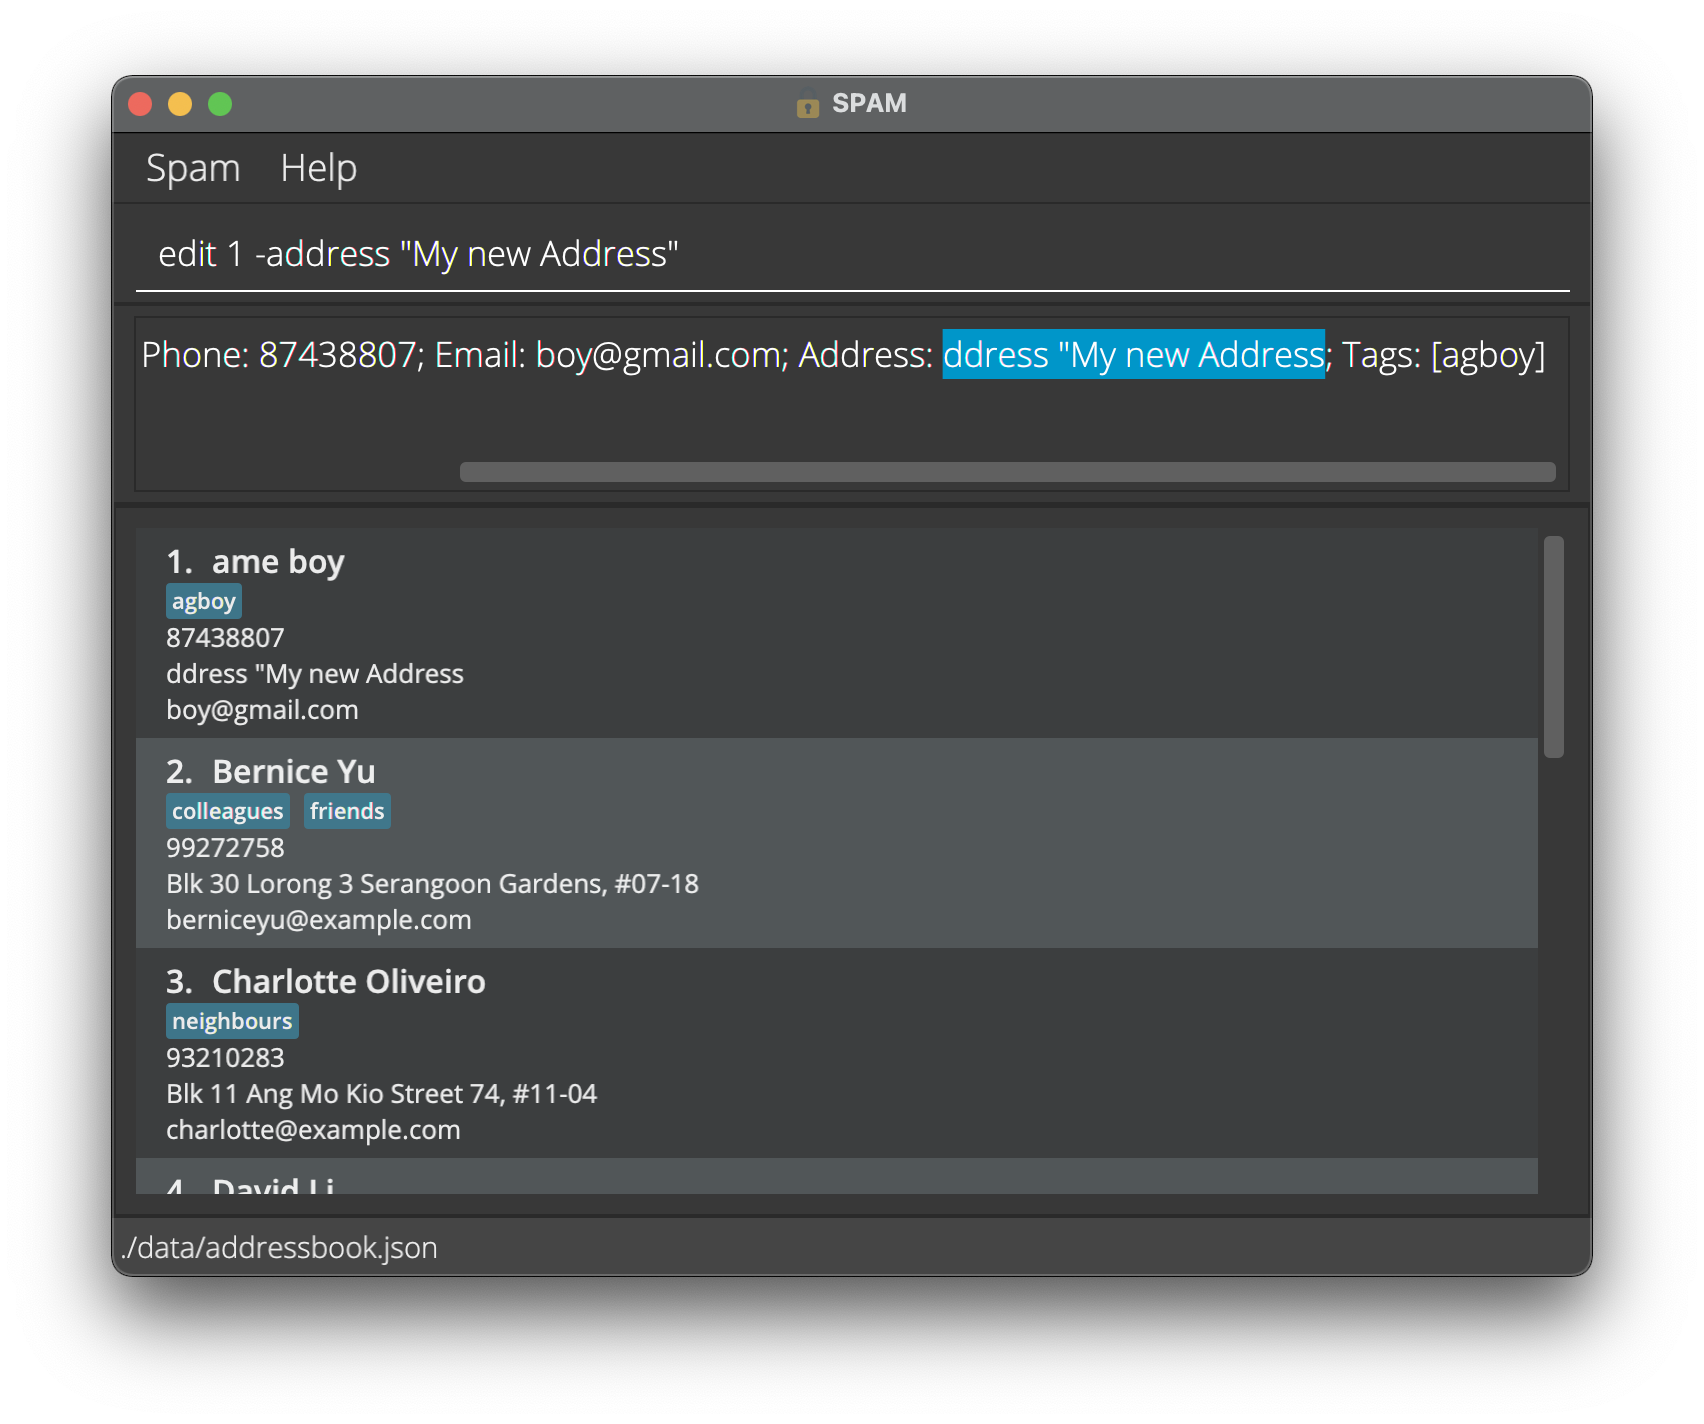 SPAM
Spam Help
edit 1 -address "My new Address"
Phone: 87438807; Email: boy@gmail.com; Address: ddress "My new Address; Tags: [agboy]
1. ame boy
agboy
87438807
ddress "My new Address
boy@gmail.com
2. Bernice Yu
colleagues friends
99272758
Blk 30 Lorong 3 Serangoon Gardens, #07-18
berniceyu@example.com
3. Charlotte Oliveiro
neighbours
93210283
Blk 11 Ang Mo Kio Street 74, #11-04
charlotte@example.com
4. David Li
./data/addressbook.json